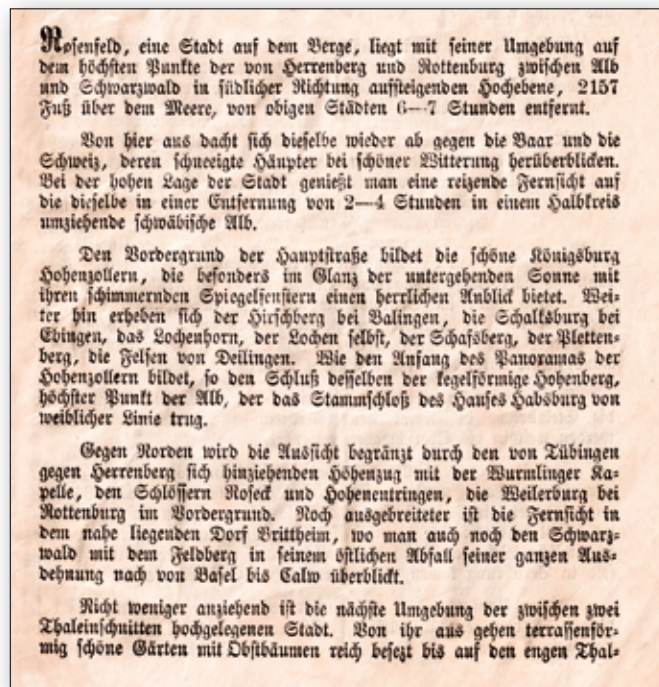 Rosenfeld, eine Stadt auf dem Berge, liegt mit seiner Umgebung auf
dem höchsten Punkte der von Herrenberg und Rottenburg zwischen Alb
und Schwarzwald in südlicher Richtung aufsteigenden Hochebene, 2157
Fuß über dem Meere, von obigen Städten 6—7 Stunden entfernt.
Von hier aus dacht sich dieselbe wieder ab gegen die Baar und die
Schweiz, deren schneeigte Häupter bei schöner Witterung herüberblicken.
Bei der hohen Lage der Stadt genießt man eine reizende Fernsicht auf
die dieselbe in einer Entfernung von 2—4 Stunden in einem Halbkreis
umziehende schwäbische Alb.
Den Vordergrund der Hauptstraße bildet die schöne Königsburg
Hohenzollern, die besonders im Glanz der untergehenden Sonne mit
ihren schimmernden Spiegelfenstern einen herrlichen Anblick bietet. Wei-
ter hin erheben sich der Hirschberg bei Balingen, die Schalksburg bei
Ebingen, das Lochenhorn, der Lochen selbst, der Schafsberg, der Pletten-
berg, die Felsen von Deilingen. Wie den Anfang des Panoramas der
Hohenzollern bildet, so den Schluß desselben der kegelförmige Hohenberg,
höchster Punkt der Alb, der das Stammschloß des Hauses Habsburg von
weiblicher Linie trug.
Gegen Norden wird die Aussicht begränzt durch den von Tübingen
gegen Herrenberg sich hinziehenden Höhenzug mit der Wurmlinger Ka-
pelle, den Schlössern Roseck und Hohenentringen, die Weilerburg bei
Rottenburg im Vordergrund. Noch ausgebreiteter ist die Fernsicht in
dem nahe liegenden Dorf Brittheim, wo man auch noch den Schwarz-
wald mit dem Feldberg in seinem östlichen Abfall seiner ganzen Aus-
dehnung nach von Basel bis Calw überblickt.
Nicht weniger anziehend ist die nächste Umgebung der zwischen zwei
Thaleinschnitten hochgelegenen Stadt. Von ihr aus gehen terrassenför-
mig schöne Gärten mit Obstbäumen reich besezt bis auf den engen Thal-